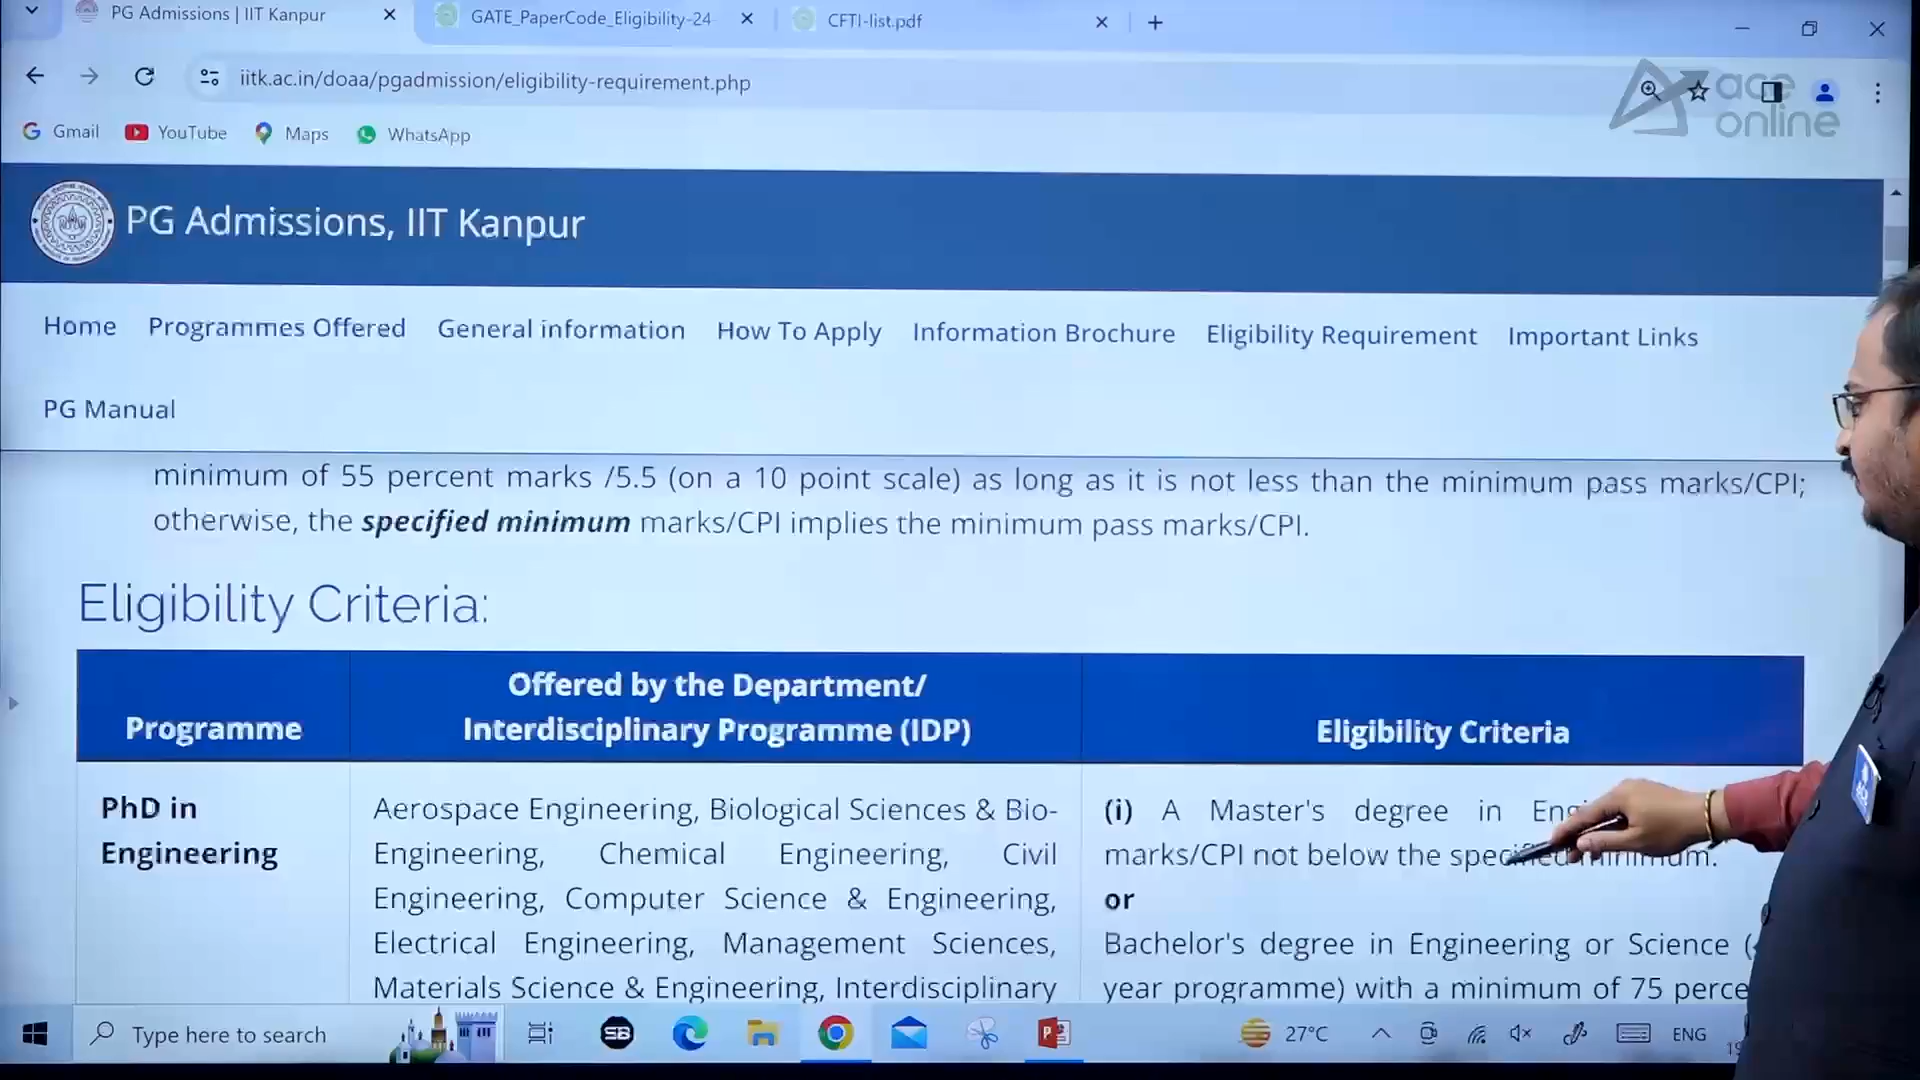 PG Admissions | IIT Kanpur
GATE_PaperCode_Eligibility-24
CFTI-list.pdf
iitk.ac.in/doaa/pgadmission/eligibility-requirement.php
ace
online
Gmail
YouTube
Maps
WhatsApp
PG Admissions, IIT Kanpur
Home
Programmes Offered
General information
How To Apply
Information Brochure
Eligibility Requirement
Important Links
PG Manual
minimum of 55 percent marks /5.5 (on a 10 point scale) as long as it is not less than the minimum pass marks/CPI;
otherwise, the specified minimum marks/CPI implies the minimum pass marks/CPI.
Eligibility Criteria:
Programme
Offered by the Department/
Interdisciplinary Programme (IDP)
Eligibility Criteria
PhD in
Engineering
Aerospace Engineering, Biological Sciences & Bio-
Engineering, Chemical Engineering, Civil
Engineering, Computer Science & Engineering,
Electrical Engineering, Management Sciences,
Materials Science & Engineering, Interdisciplinary
(i) A Master's degree in
marks/CPI not below the specified minimum.
or
Bachelor's degree in Engineering or Science (
year programme) with a minimum of 75
Type here to search
SB
27°C
ENG